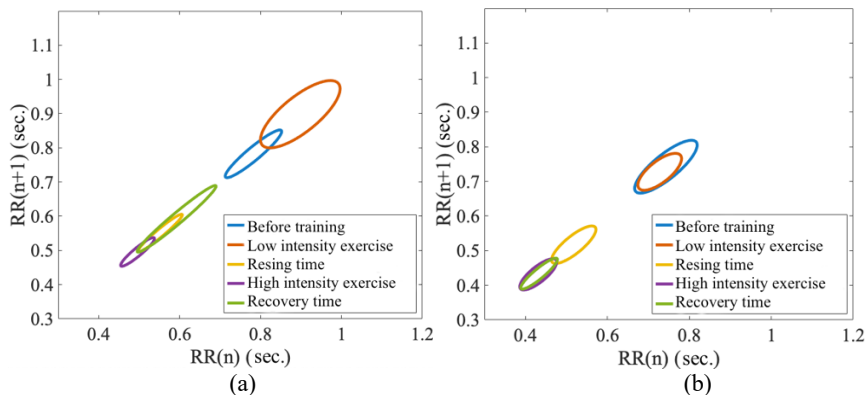 1.1
1
0.9
0.8
0.7
0.6
0.5
0.4
0.3
RR(n+1) (sec.)
Before training
Low intensity exercise
Resing time
High intensity exercise
Recovery time
0.4 0.6 0.8 1 1.2
RR(n) (sec.)
(a)
1.1
1
0.9
0.8
0.7
0.6
0.5
0.4
0.3
RR(n+1) (sec.)
Before training
Low intensity exercise
Resing time
High intensity exercise
Recovery time
0.4 0.6 0.8 1 1.2
RR(n) (sec.)
(b)